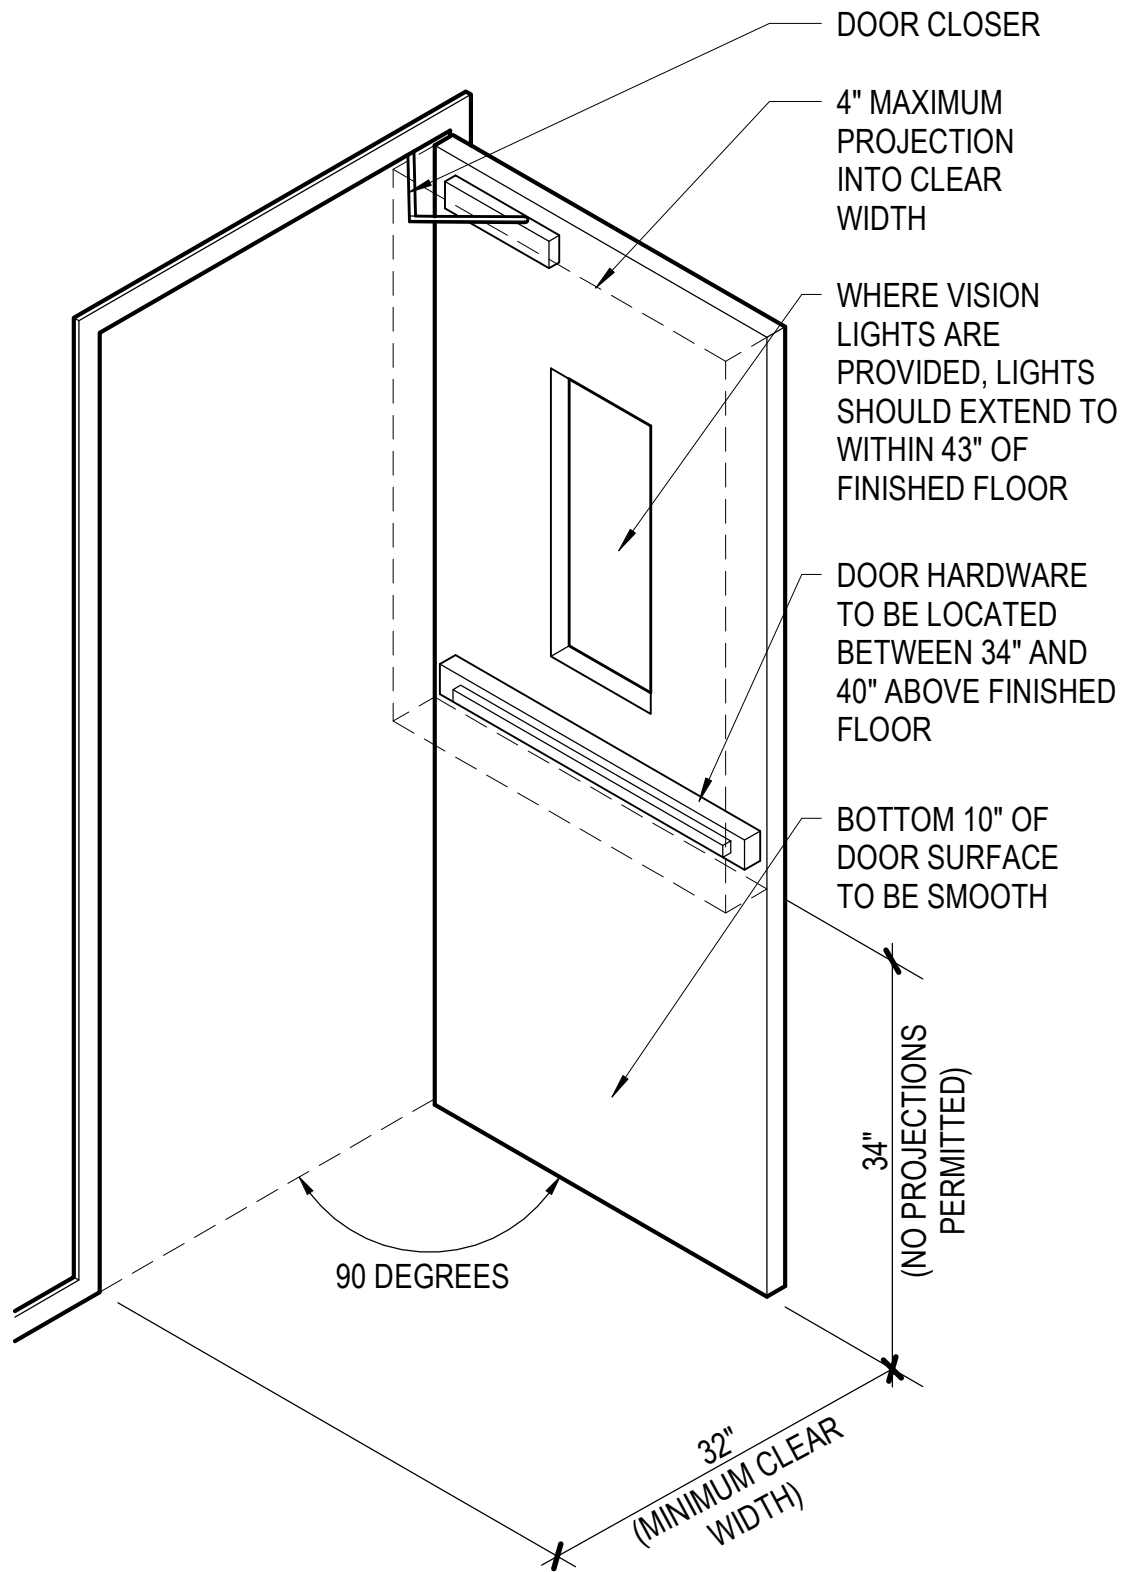 DOOR CLOSER
4" MAXIMUM
PROJECTION
INTO CLEAR
WIDTH
WHERE VISION
LIGHTS ARE
PROVIDED, LIGHTS
SHOULD EXTEND TO
WITHIN 43" OF
FINISHED FLOOR
DOOR HARDWARE
TO BE LOCATED
BETWEEN 34" AND
40" ABOVE FINISHED
FLOOR
BOTTOM 10" OF
DOOR SURFACE
TO BE SMOOTH
34"
(NO PROJECTIONS
PERMITTED)
90 DEGREES
32"
(MINIMUM CLEAR
WIDTH)